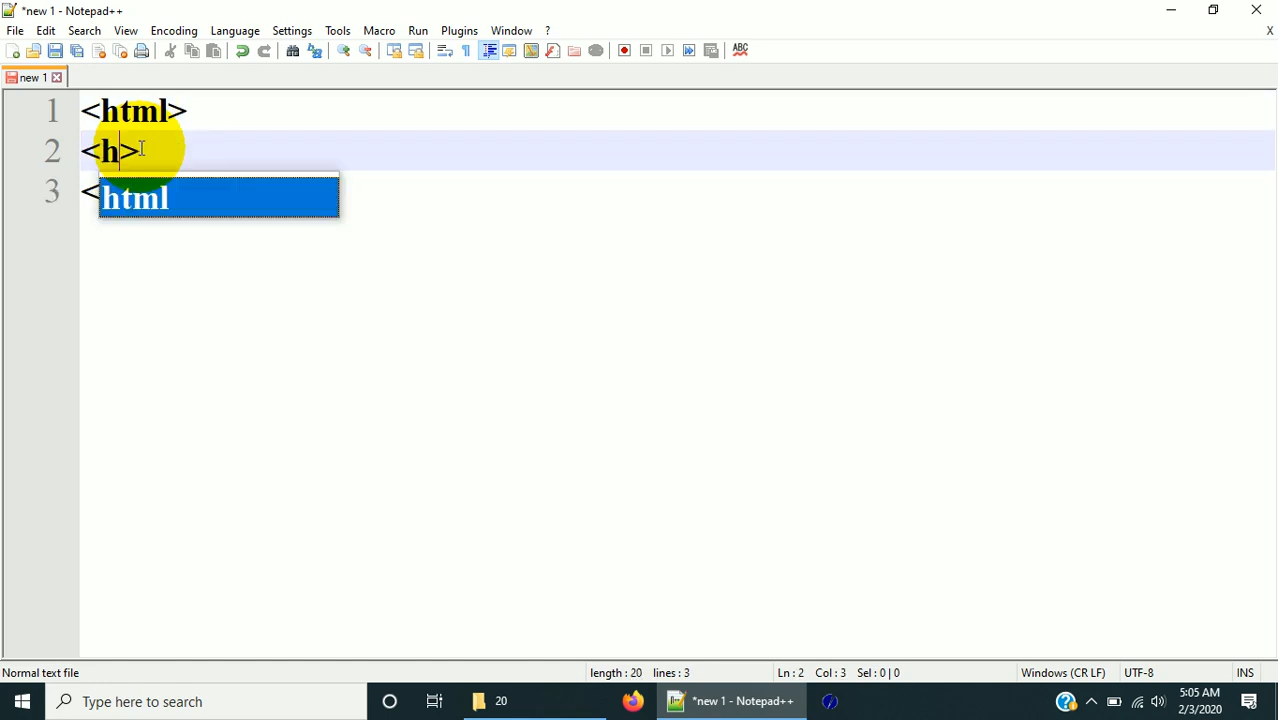 *new 1 - Notepad++
File Edit Search View Encoding Language Settings Tools Macro Run Plugins Window ? X
ABC
new 1
1 <html>
2 <h>
3 <
html
Normal text file length : 20 lines : 3 Ln : 2 Col : 3 Sel : 0 | 0 Windows (CR LF) UTF-8 INS
Type here to search 20 *new 1 - Notepad++ 5:05 AM
2/3/2020